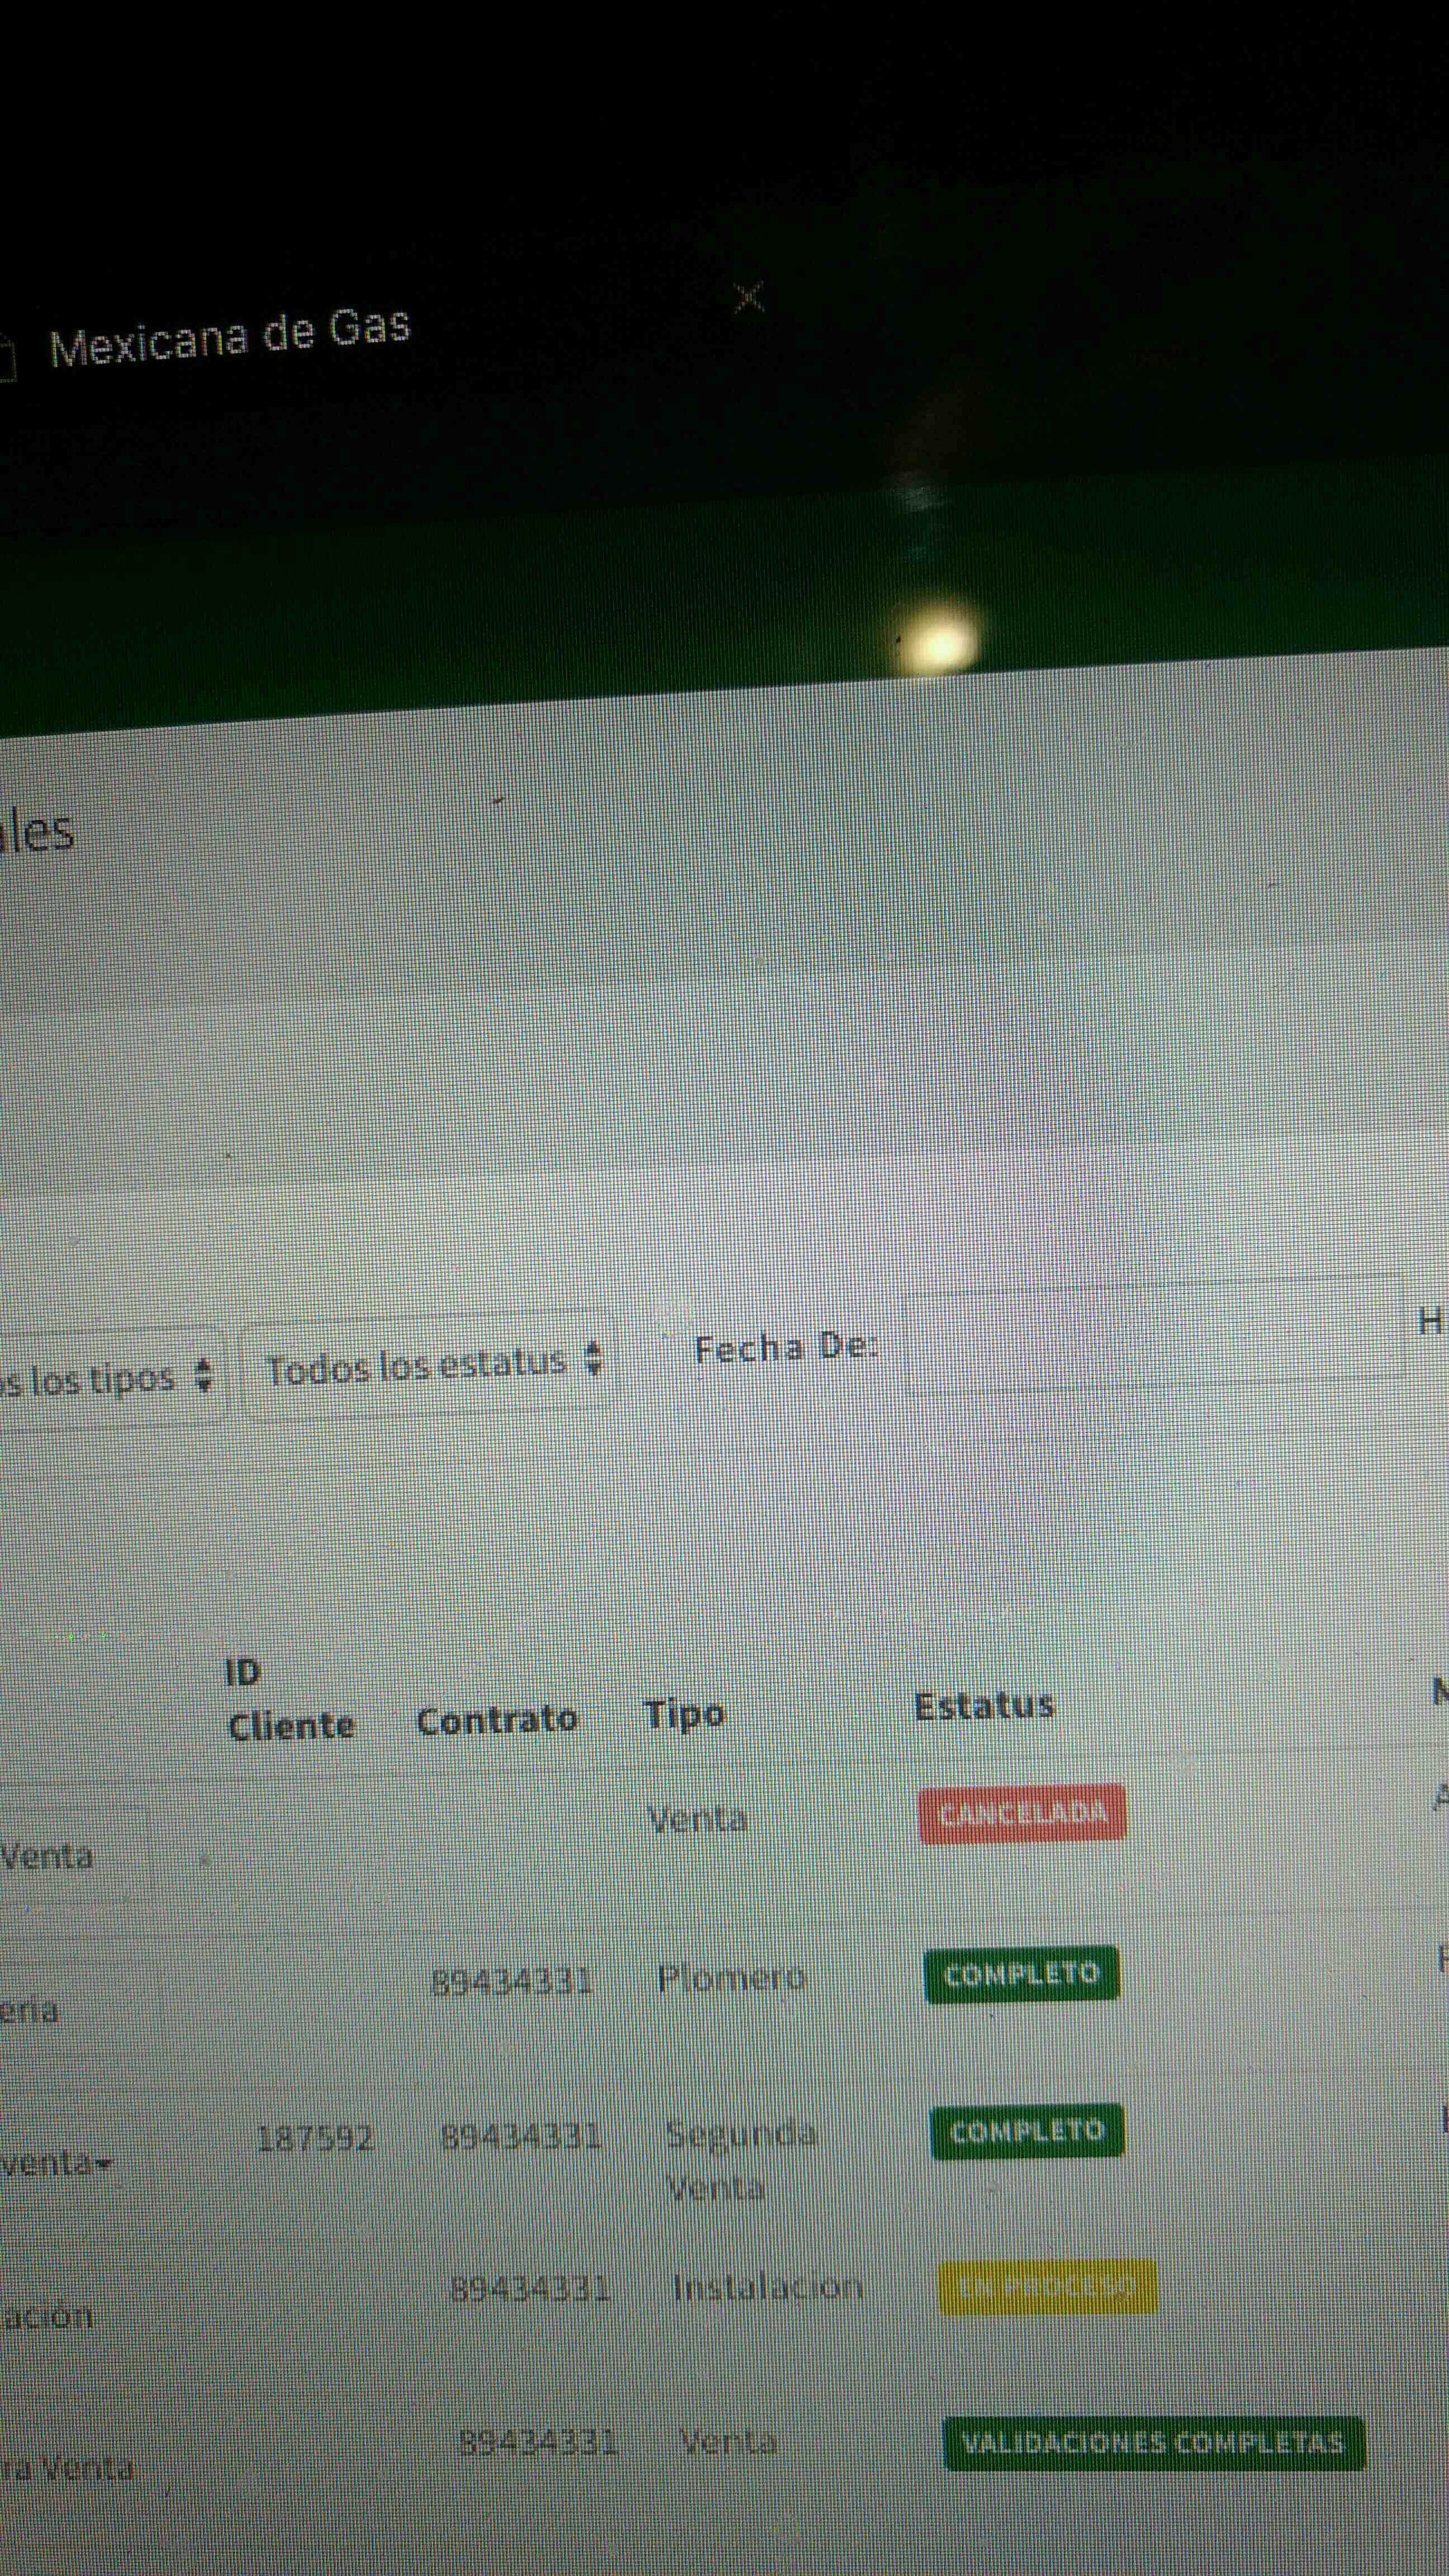 Mexicana de Gas
ales
os los tipos Todos los estatus Fecha De: H
ID
Cliente Contrato Tipo Estatus
Venta CANCELADA
Venta
89434331 Plomero COMPLETO
ería
187592 89434331 Segunda COMPLETO
venta Venta
89434331 Instalación EN PROCESO
ación
89434331 Venta VALIDACIONES COMPLETAS
ra Venta